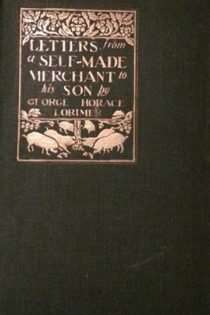 LETTERS from
a SELF-MADE
MERCHANT to
his SON by
GEORGE HORACE
LORIMER